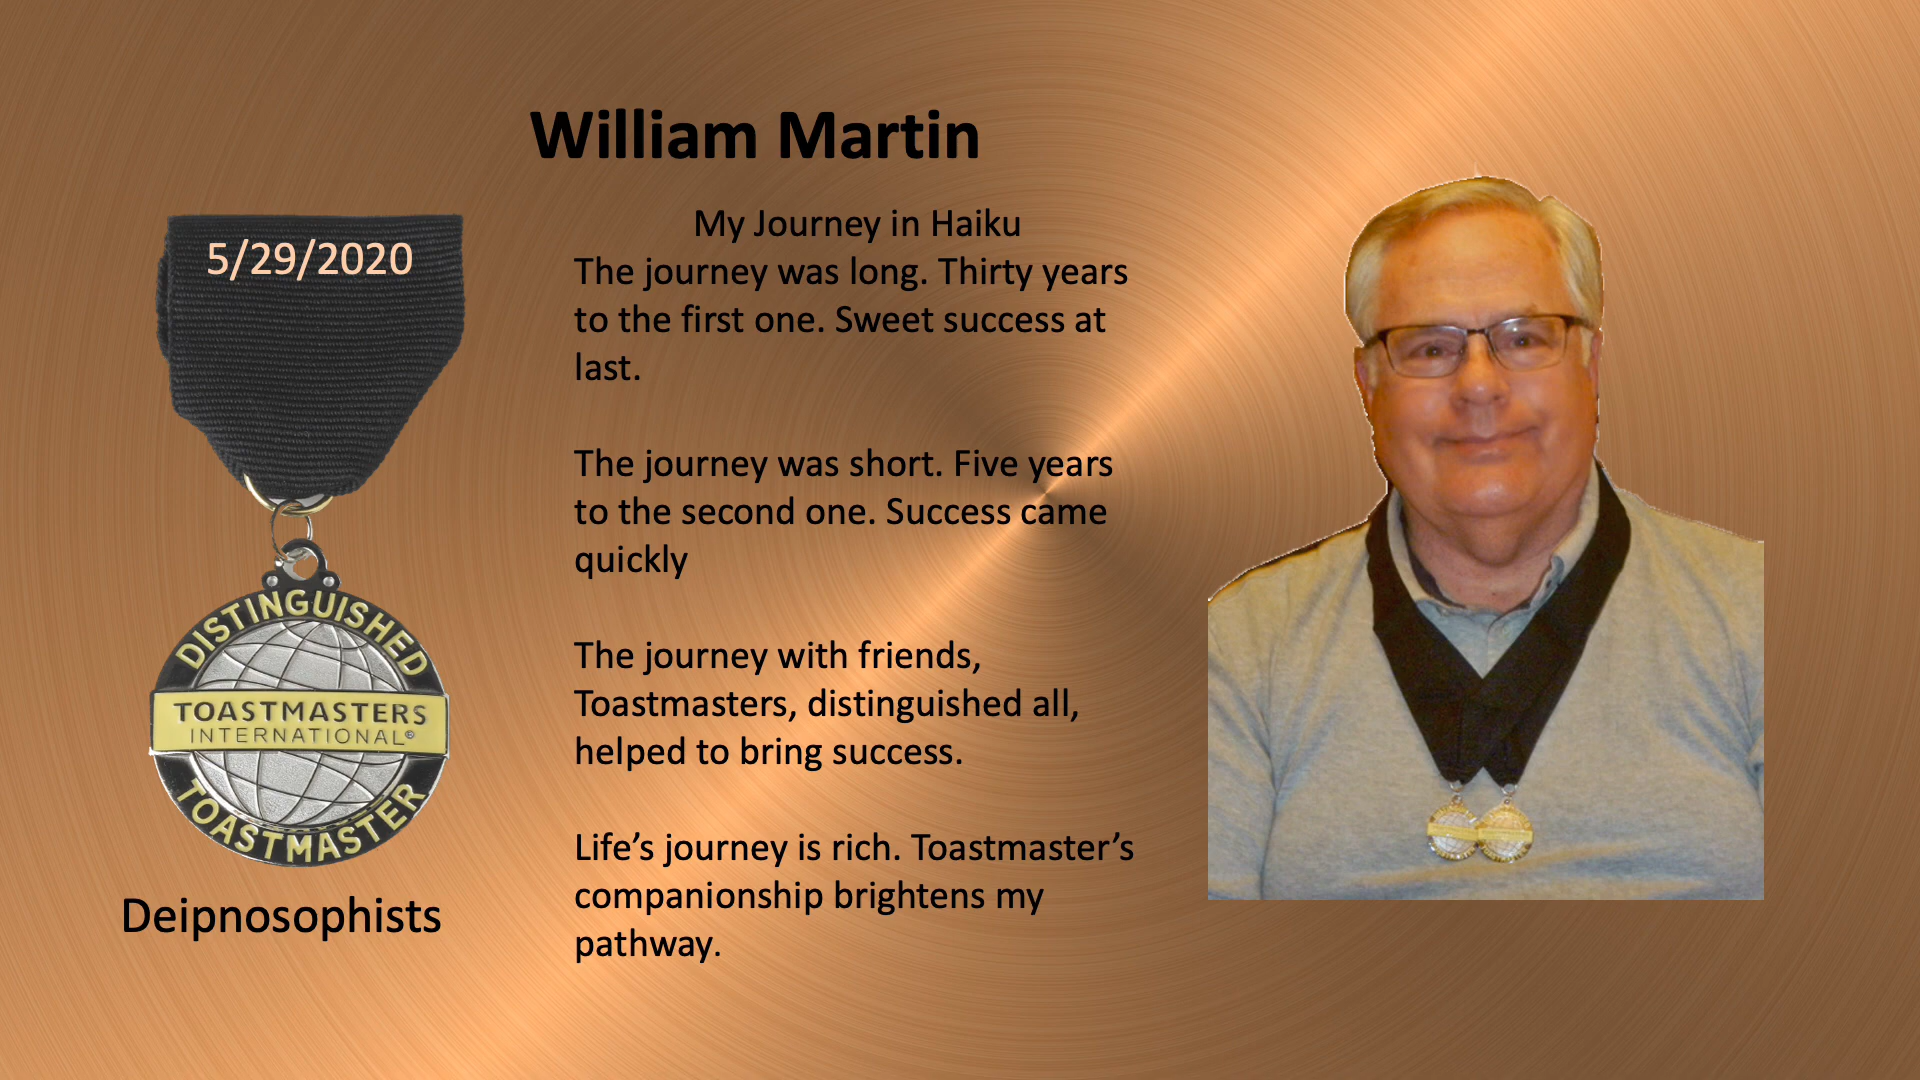 William Martin
5/29/2020
DISTINGUISHED
TOASTMASTERS
INTERNATIONAL®
TOASTMASTER
Deipnosophists
My Journey in Haiku
The journey was long. Thirty years
to the first one. Sweet success at
last.
The journey was short. Five years
to the second one. Success came
quickly
The journey with friends,
Toastmasters, distinguished all,
helped to bring success.
Life’s journey is rich. Toastmaster’s
companionship brightens my
pathway.